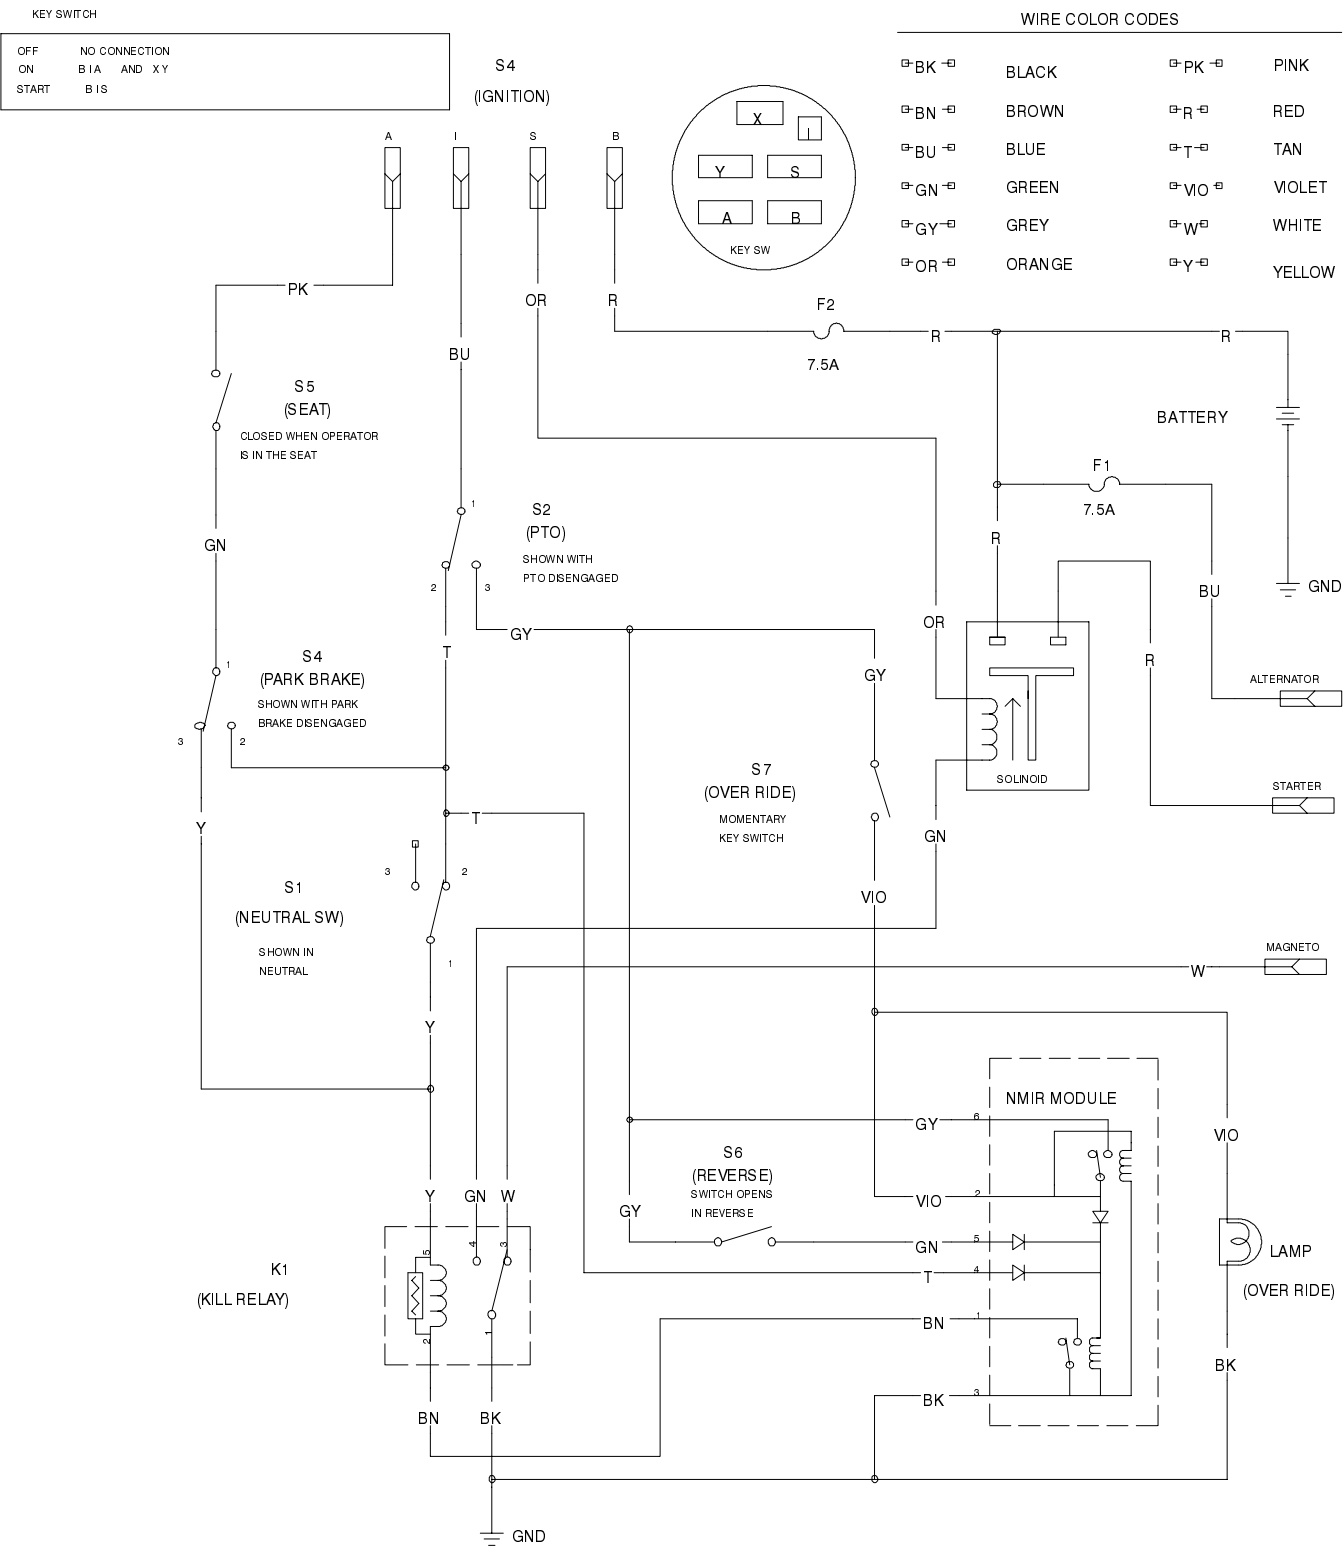 KEY SWITCH
OFF NO CONNECTION
ON B I A AND X Y
START B I S
S4
(IGNITION)
A I S B
X
I
Y S
A B
KEY SW
WIRE COLOR CODES
BK BLACK PK PINK
BN BROWN R RED
BU BLUE T TAN
GN GREEN VIO VIOLET
GY GREY W WHITE
OR ORANGE Y YELLOW
PK
OR
R
F2
7.5A
R
R
BU
S5
(SEAT)
CLOSED WHEN OPERATOR
IS IN THE SEAT
BATTERY
F1
7.5A
1
S2
(PTO)
SHOWN WITH
PTO DISENGAGED
2 3
GN
R
BU
GND
OR
GY
T
R
GY
S4
(PARK BRAKE)
SHOWN WITH PARK
BRAKE DISENGAGED
1
3 2
ALTERNATOR
SOLINOID
STARTER
S7
(OVER RIDE)
MOMENTARY
KEY SWITCH
Y
T
GN
3 2
S1
(NEUTRAL SW)
SHOWN IN
NEUTRAL
1
VIO
MAGNETO
W
Y
NMIR MODULE
GY 6
VIO
S6
(REVERSE)
SWITCH OPENS
IN REVERSE
Y GN W
GY
VIO 2
GN 5
T 4
BN 1
BK 3
LAMP
(OVER RIDE)
K1
(KILL RELAY)
5 4 3
2 1
BK
BN BK
GND